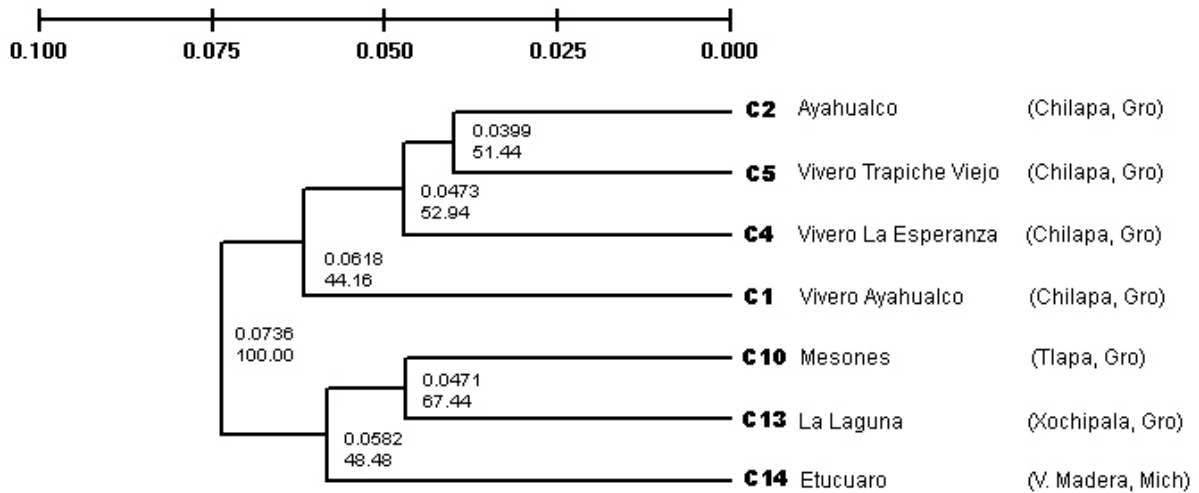 0.100 0.075 0.050 0.025 0.000
C2 Ayahualco (Chilapa, Gro)
0.0399
51.44
C5 Vivero Trapiche Viejo (Chilapa, Gro)
0.0473
52.94
C4 Vivero La Esperanza (Chilapa, Gro)
0.0618
44.16
C1 Vivero Ayahualco (Chilapa, Gro)
0.0736
100.00
C10 Mesones (Tlapa, Gro)
0.0471
67.44
C13 La Laguna (Xochipala, Gro)
0.0582
48.48
C14 Etucuaro (V. Madera, Mich)